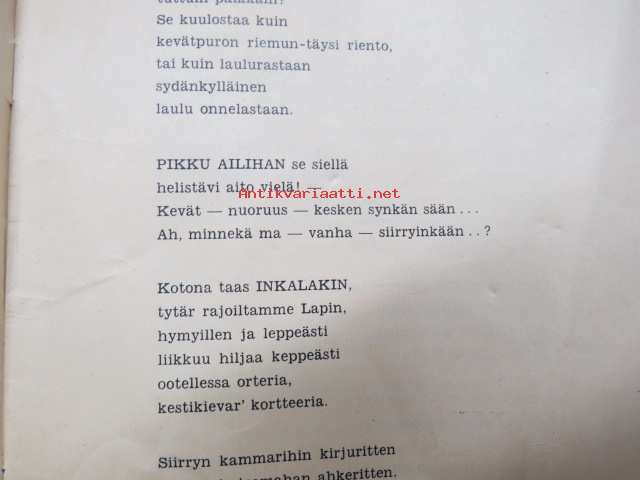 Se kuulostaa kuin
kevätpuron riemun-täysi riento,
tai kuin laulurastaan
sydänkylläinen
laulu onnelastaan.
PIKKU AILIHAN se siellä
helistävi aito vielä! —
Antikvariaatti.net
Kevät — nuoruus — kesken synkän sään...
Ah, minnekä ma — vanha — siirryinkään..?
Kotona taas INKALAKIN,
tytär rajoiltamme Lapin,
hymyillen ja leppeästi
liikkuu hiljaa keppeästi
ootellessa orteria,
kestikievar' kortteeria.
Siirryn kammarihin kirjuritten
ahkeritten.